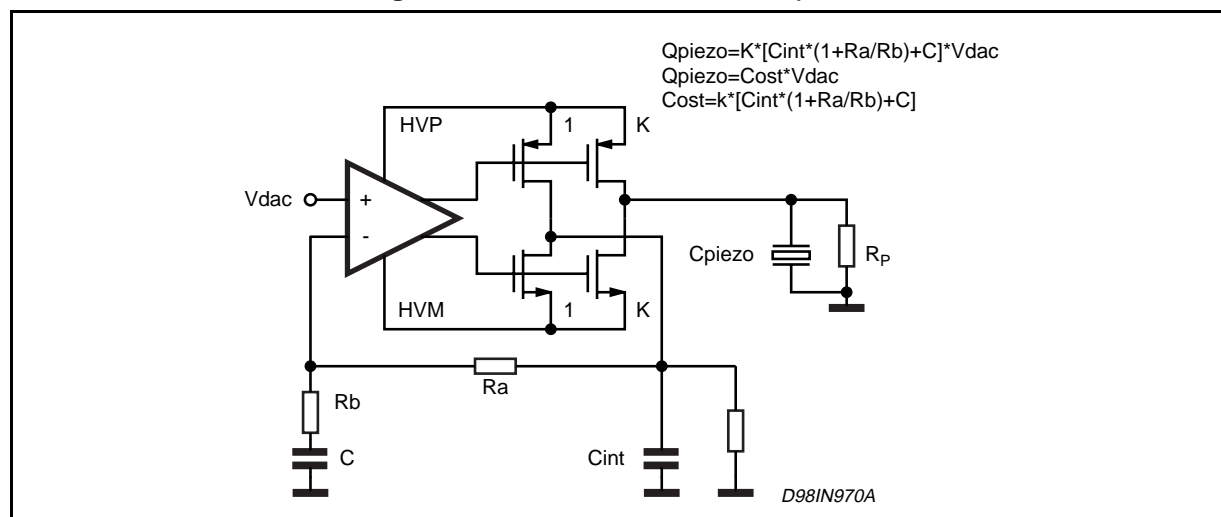 Qpiezo=K*[Cint*(1+Ra/Rb)+C]*Vdac
Qpiezo=Cost*Vdac
Cost=k*[Cint*(1+Ra/Rb)+C]
HVP
1
K
Vdac
+
-
Cpiezo
RP
HVM
1
K
Ra
Rb
C
Cint
D98IN970A